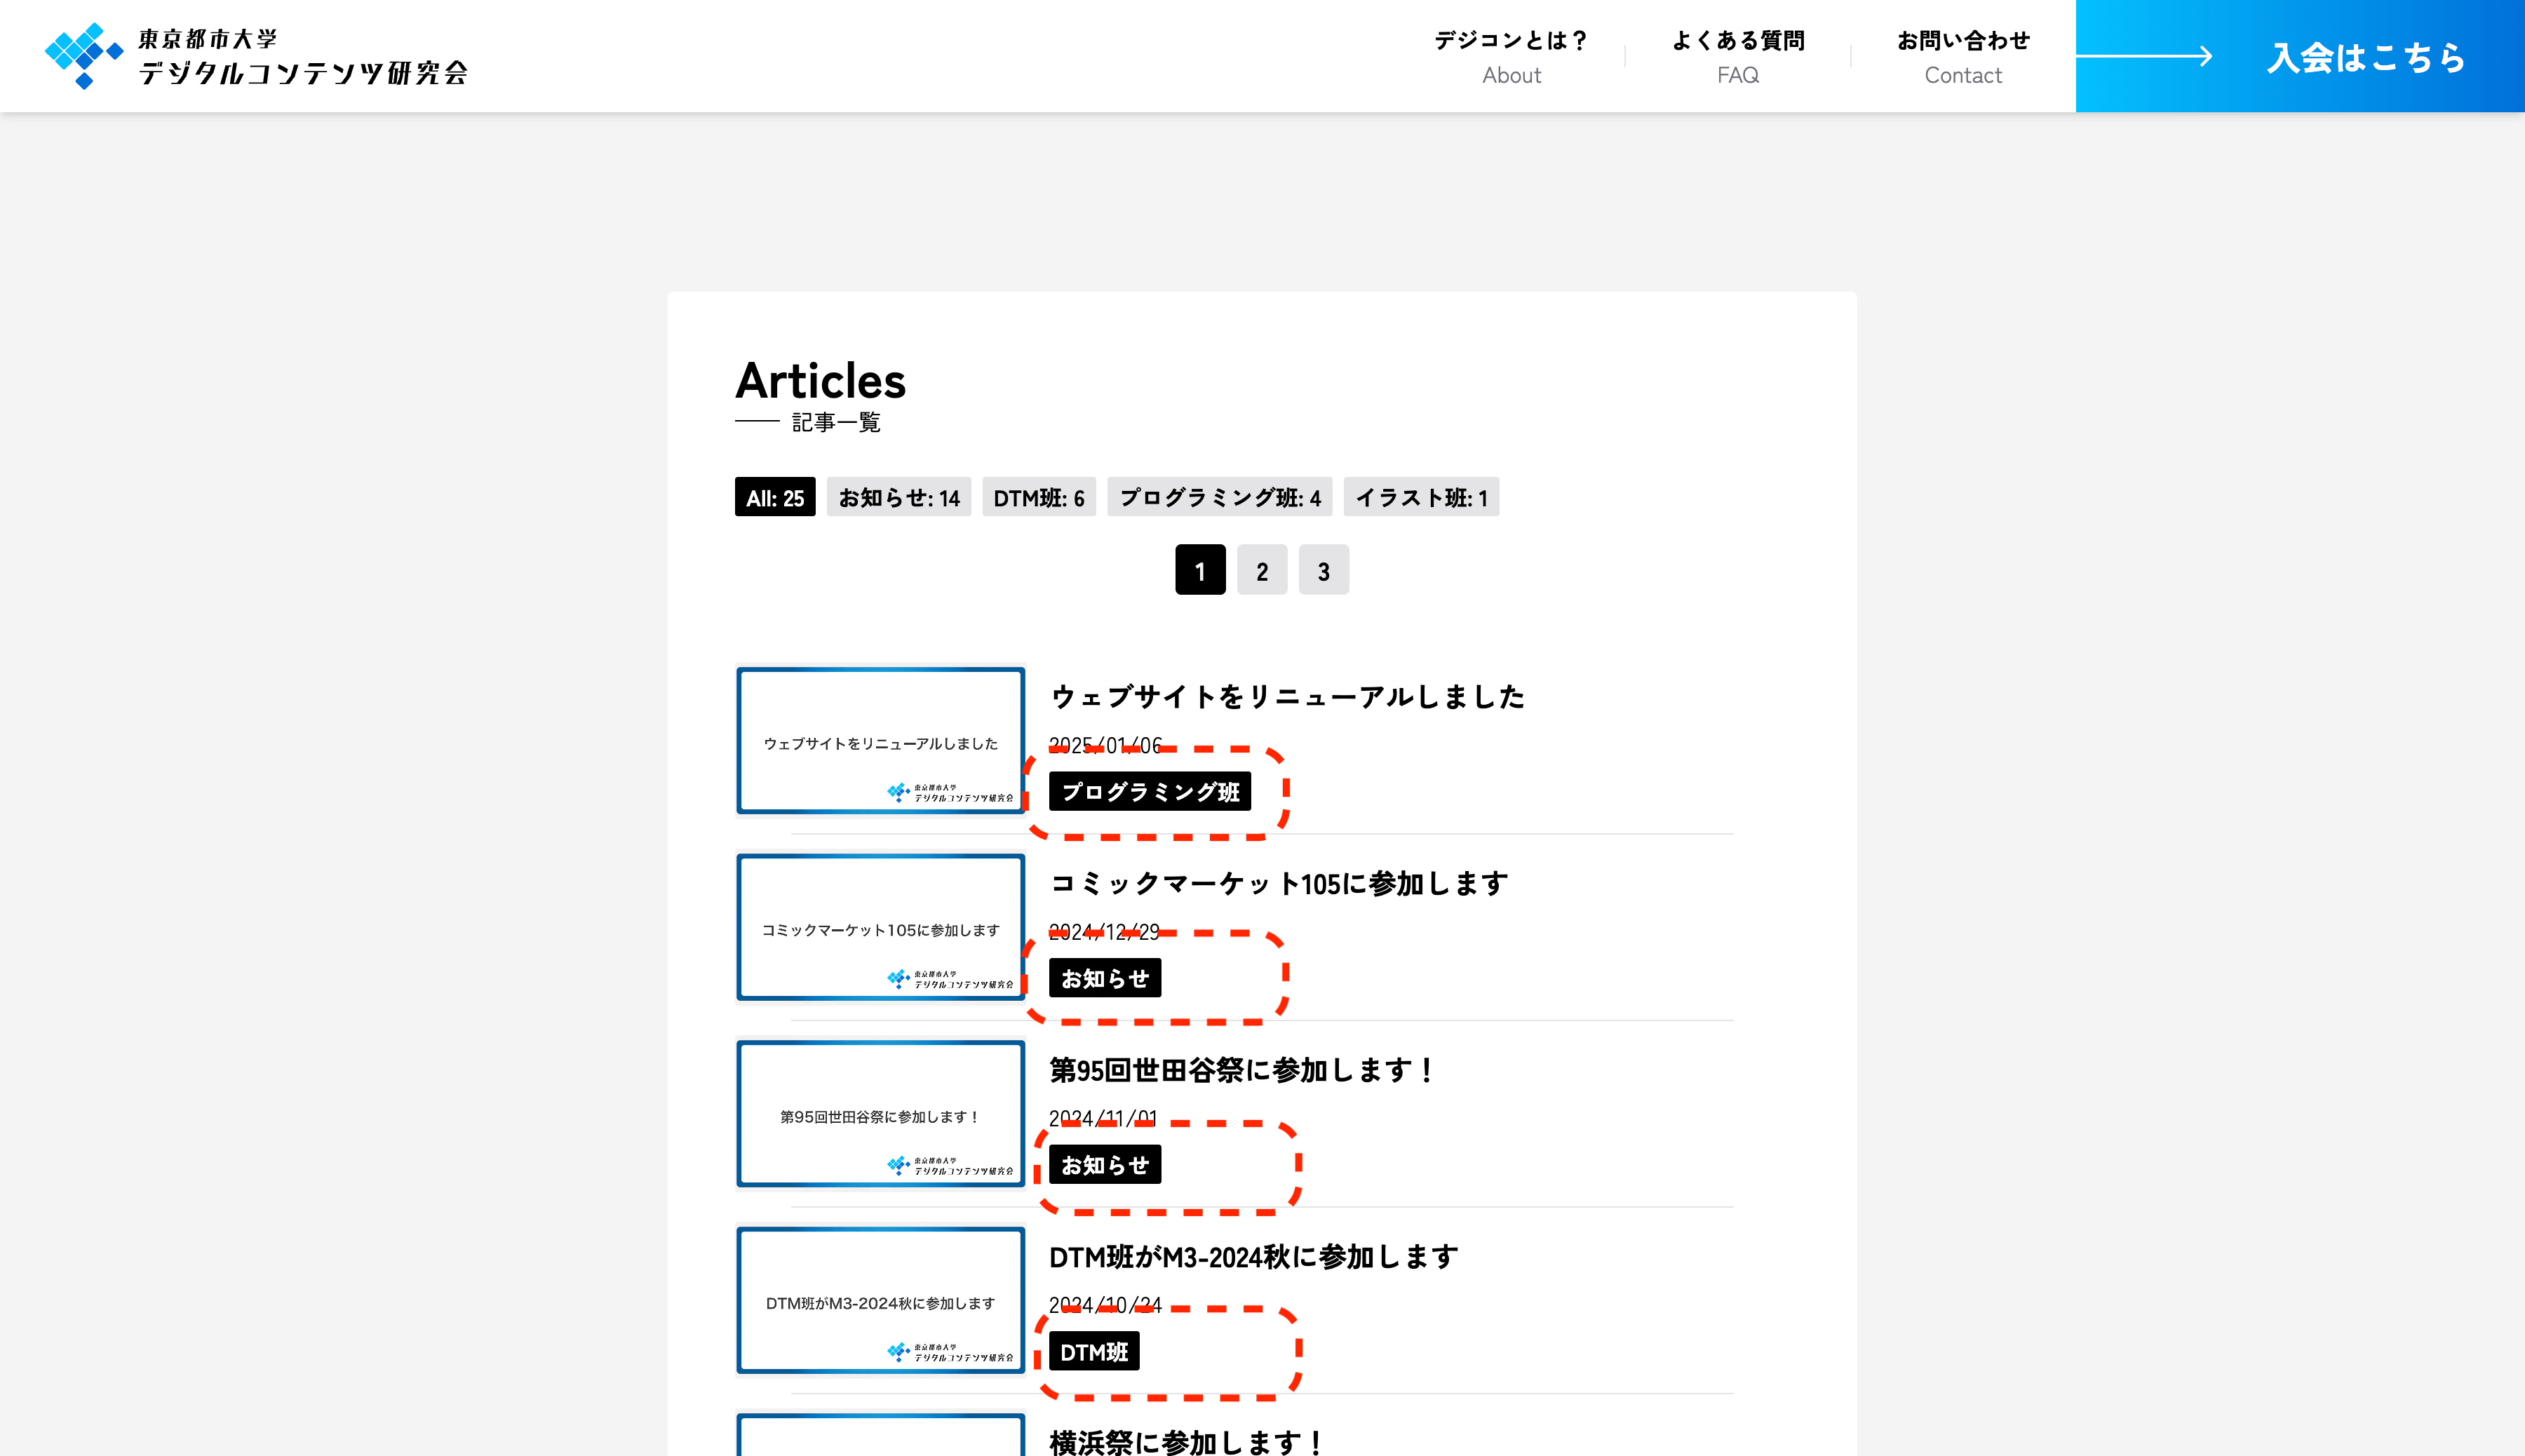 東京都市大学
デジタルコンテンツ研究会
デジコンとは？
About
よくある質問
FAQ
お問い合わせ
Contact
入会はこちら
Articles
記事一覧
All: 25
お知らせ: 14
DTM班: 6
プログラミング班: 4
イラスト班: 1
1
2
3
ウェブサイトをリニューアルしました
東京都市大学
デジタルコンテンツ研究会
ウェブサイトをリニューアルしました
2025/01/06
プログラミング班
コミックマーケット105に参加します
東京都市大学
デジタルコンテンツ研究会
コミックマーケット105に参加します
2024/12/29
お知らせ
第95回世田谷祭に参加します！
東京都市大学
デジタルコンテンツ研究会
第95回世田谷祭に参加します！
2024/11/01
お知らせ
DTM班がM3-2024秋に参加します
東京都市大学
デジタルコンテンツ研究会
DTM班がM3-2024秋に参加します
2024/10/24
DTM班
横浜祭に参加します！